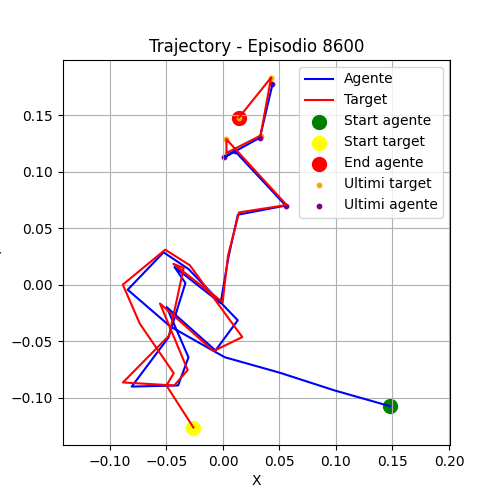 Trajectory - Episodio 8600
Agente
Target
Start agente
Start target
End agente
Ultimi target
Ultimi agente
0.15
0.10
0.05
0.00
−0.05
−0.10
−0.10
−0.05
0.00
0.05
0.10
0.15
0.20
X